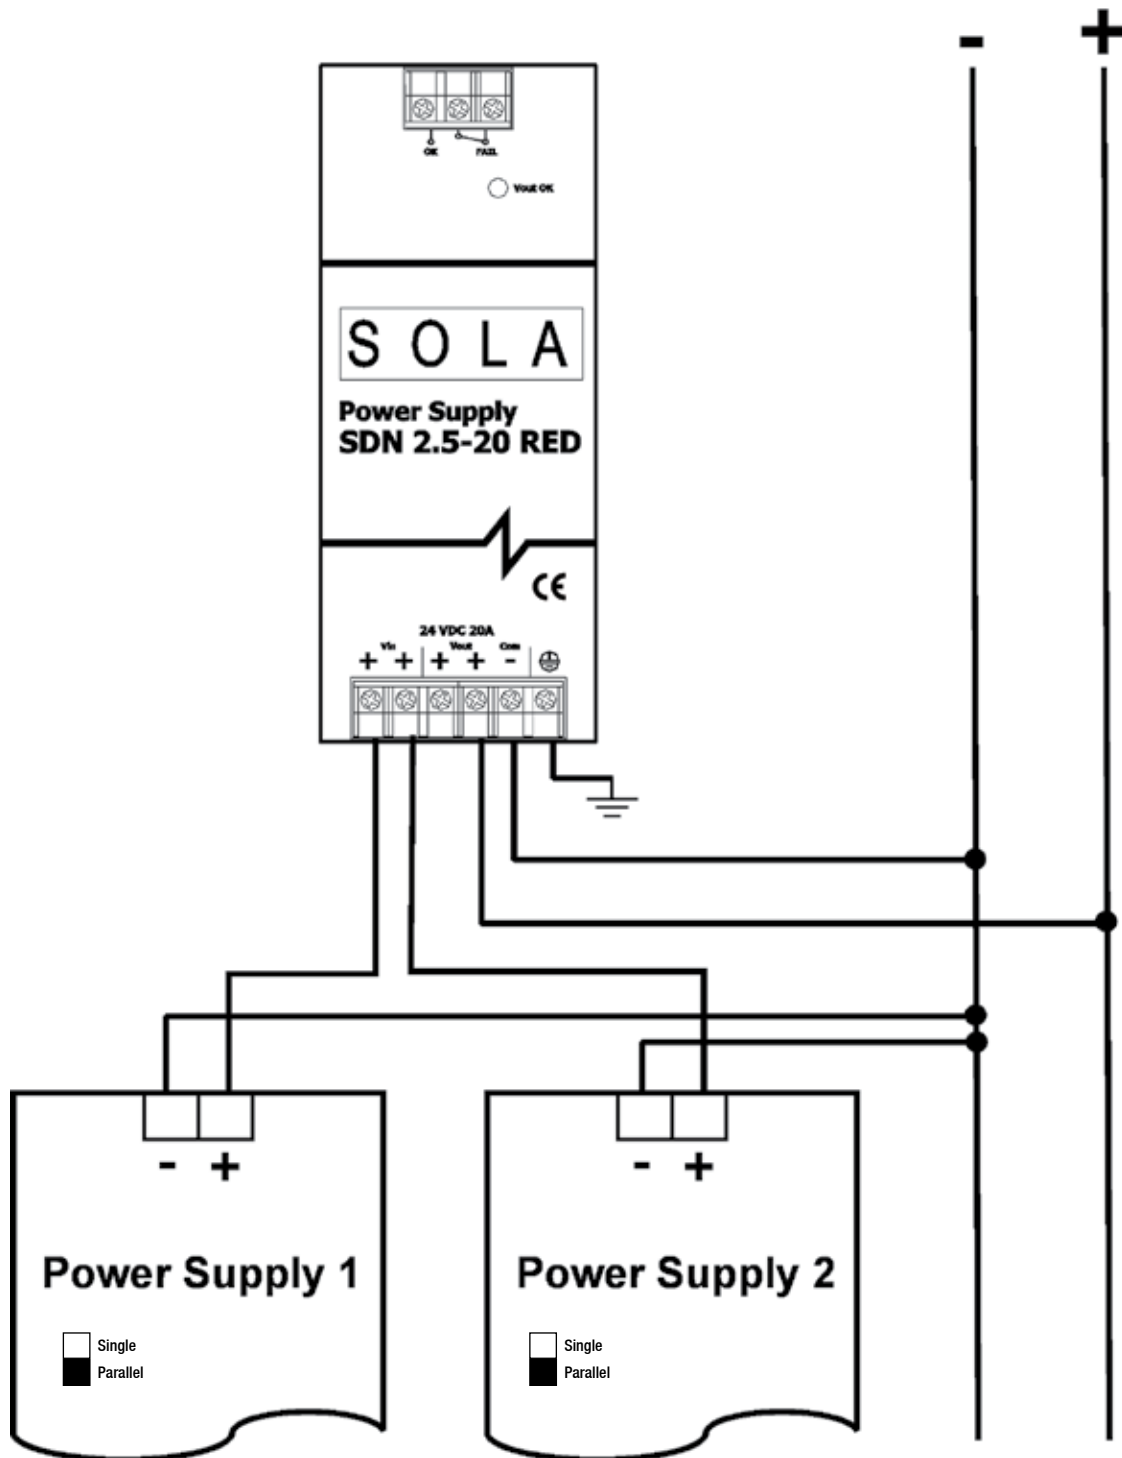 - +
OK FAIL
Vout OK
S O L A
Power Supply
SDN 2.5-20 RED
CE
24 VDC 20A
Vin Vout Com
+ + + + -
- +
- +
Power Supply 1
Power Supply 2
Single
Parallel
Single
Parallel